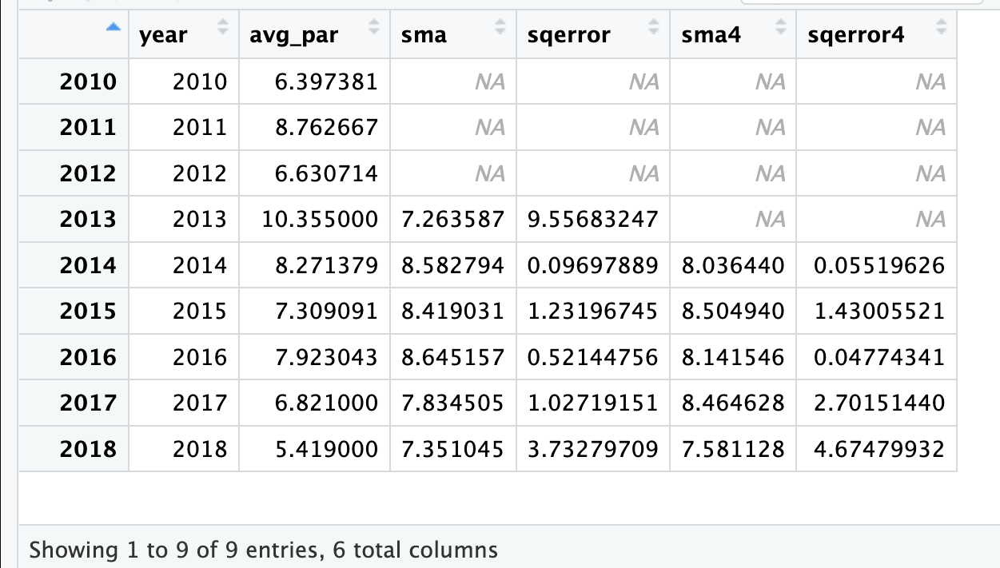 year avg_par sma sqerror sma4 sqerror4
2010 2010 6.397381 NA NA NA NA
2011 2011 8.762667 NA NA NA NA
2012 2012 6.630714 NA NA NA NA
2013 2013 10.355000 7.263587 9.55683247 NA NA
2014 2014 8.271379 8.582794 0.09697889 8.036440 0.05519626
2015 2015 7.309091 8.419031 1.23196745 8.504940 1.43005521
2016 2016 7.923043 8.645157 0.52144756 8.141546 0.04774341
2017 2017 6.821000 7.834505 1.02719151 8.464628 2.70151440
2018 2018 5.419000 7.351045 3.73279709 7.581128 4.67479932
Showing 1 to 9 of 9 entries, 6 total columns